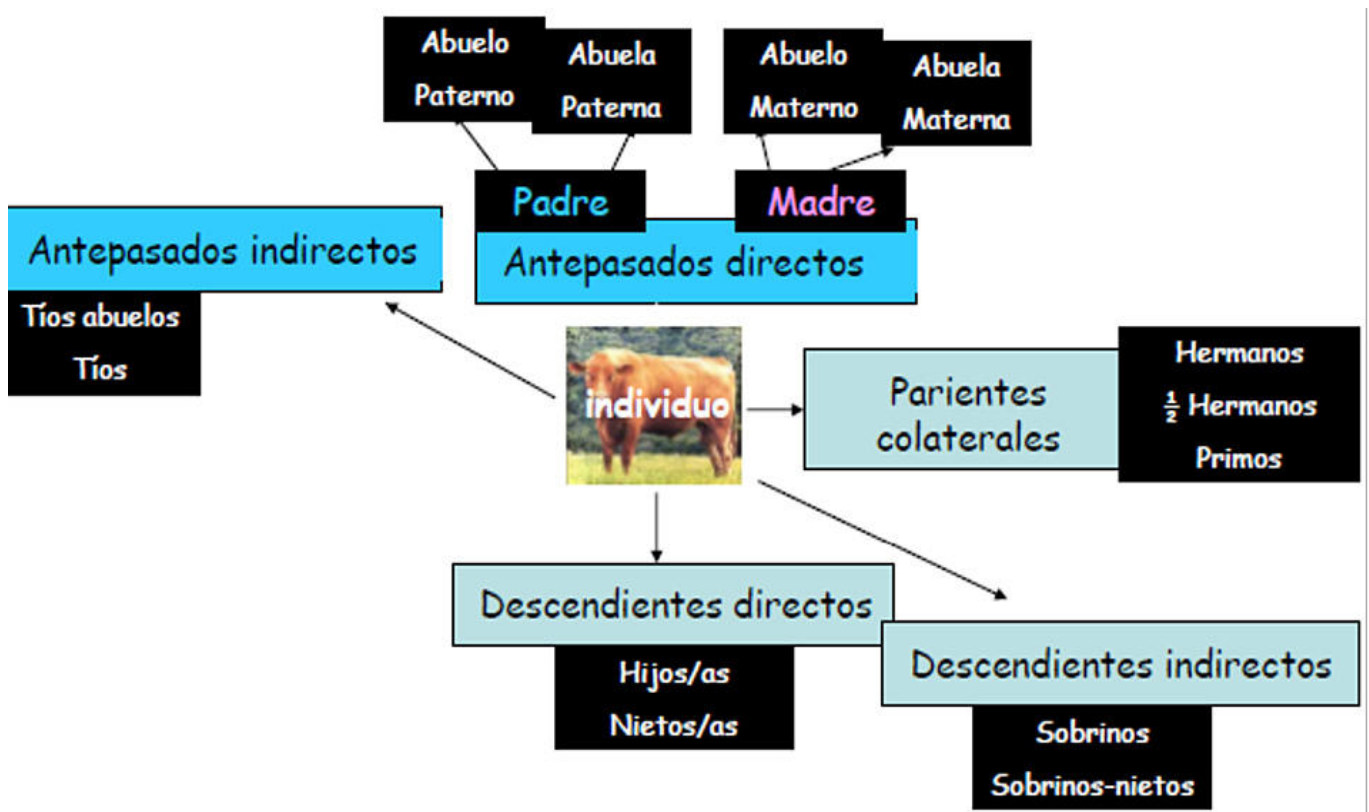 Abuelo
Paterno
Abuela
Paterna
Abuelo
Materno
Abuela
Materna
Padre
Madre
Antepasados indirectos
Antepasados directos
Tíos abuelos
Tíos
individuo
Parientes
colaterales
Hermanos
½ Hermanos
Primos
Descendientes directos
Hijos/as
Nietos/as
Descendientes indirectos
Sobrinos
Sobrinos-nietos